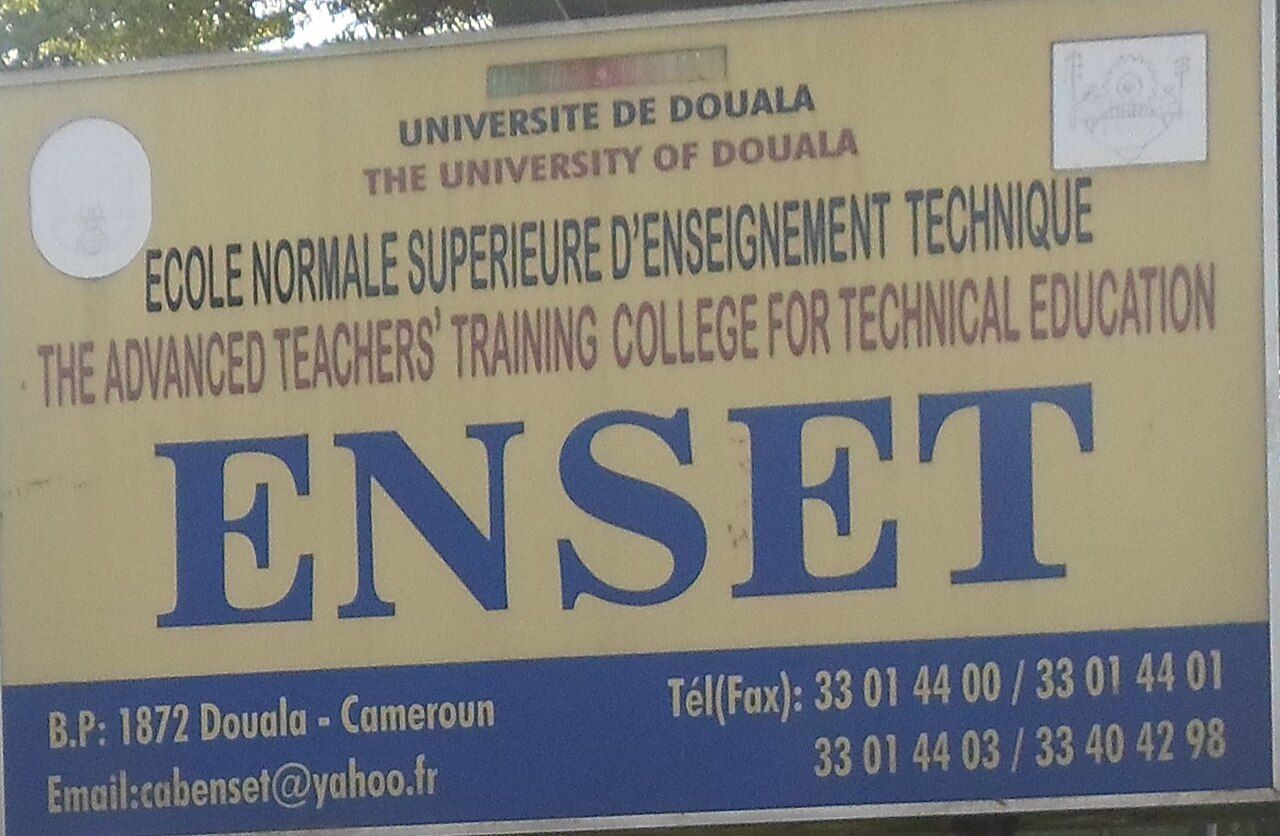 UNIVERSITE DE DOUALA
THE UNIVERSITY OF DOUALA
ECOLE NORMALE SUPERIEURE D'ENSEIGNEMENT TECHNIQUE
THE ADVANCED TEACHERS' TRAINING COLLEGE FOR TECHNICAL EDUCATION
ENSET
B.P: 1872 Douala - Cameroun
Email:cabenset@yahoo.fr
Tél(Fax): 33 01 44 00 / 33 01 44 01
33 01 44 03 / 33 40 42 98